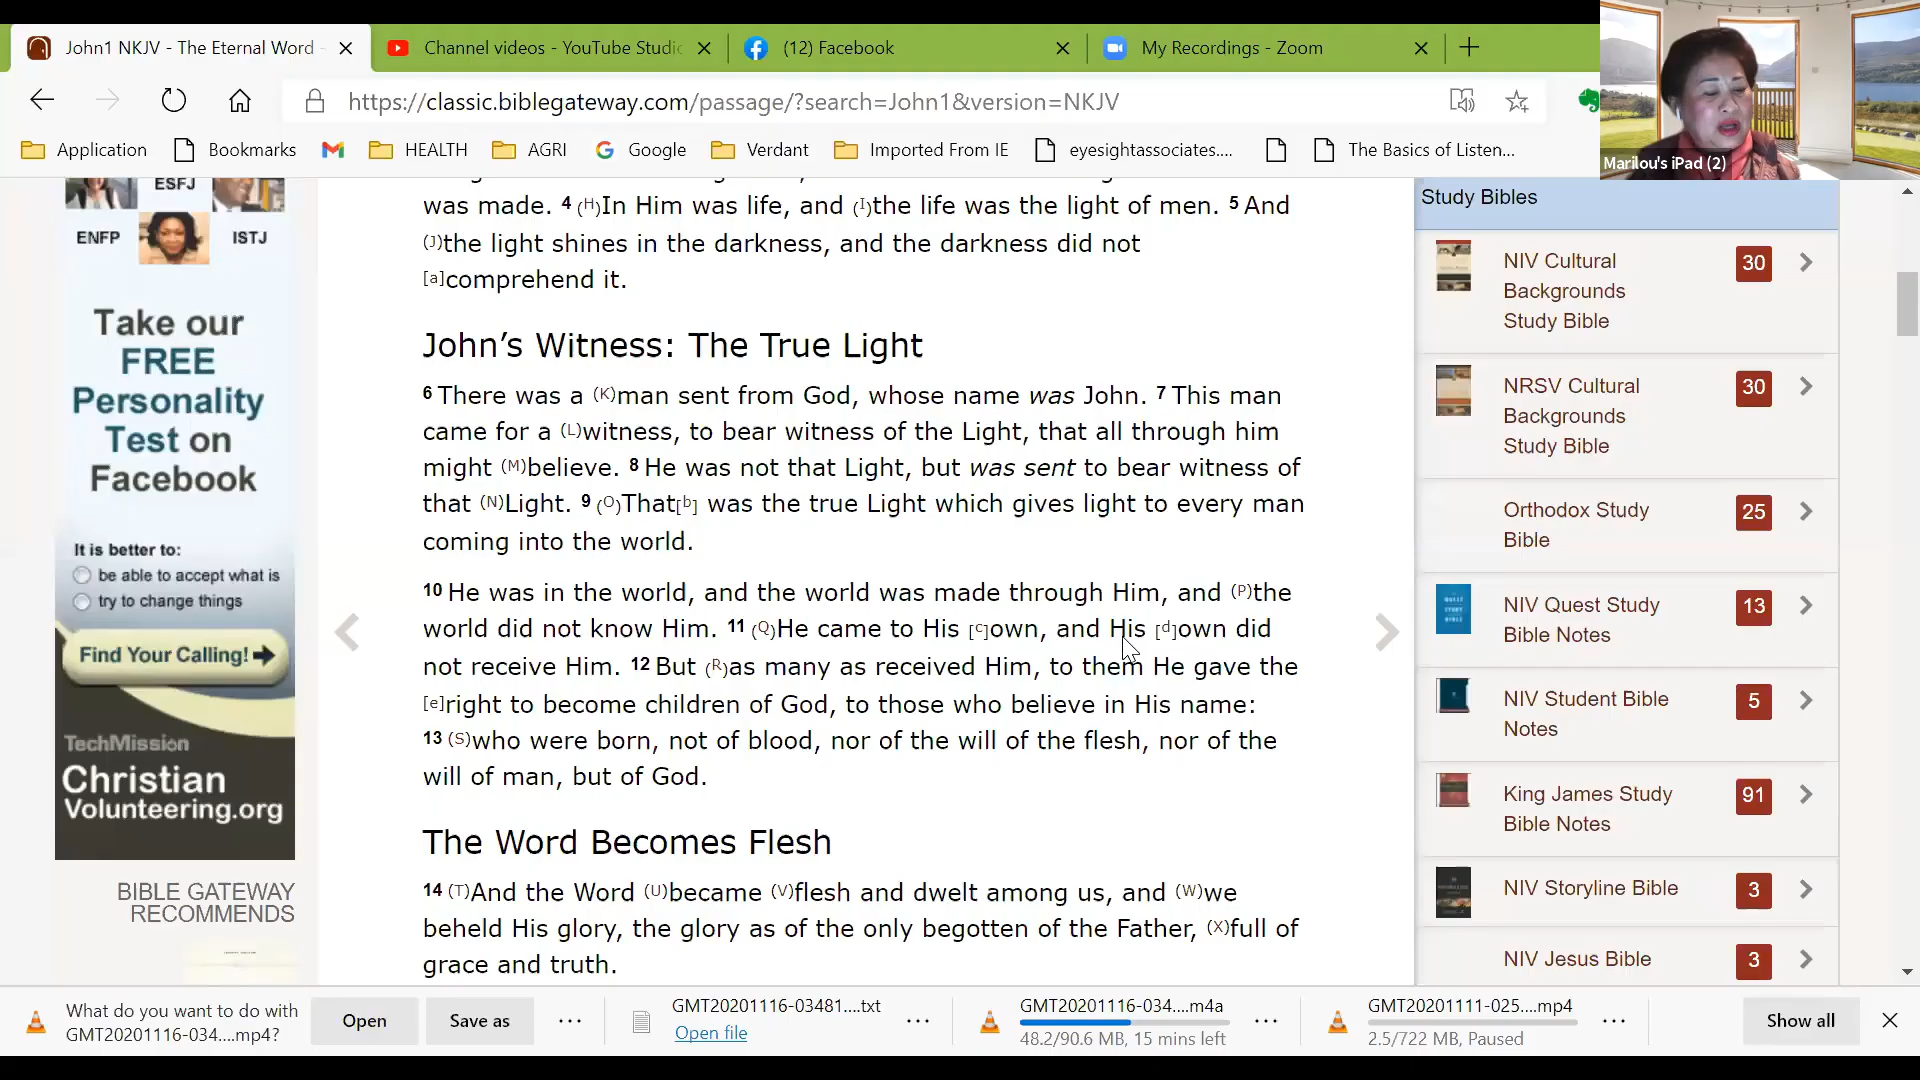 John1 NKJV - The Eternal Word -
Channel videos - YouTube Studio
(12) Facebook
My Recordings - Zoom
https://classic.biblegateway.com/passage/?search=John1&version=NKJV
Application
Bookmarks
HEALTH
AGRI
Google
Verdant
Imported From IE
eyesightassociates....
The Basics of Listen...
Marilou's iPad (2)
ESFJ
ENFP
ISTJ
Take our
FREE
Personality
Test on
Facebook
It is better to:
be able to accept what is
try to change things
Find Your Calling!
TechMission
Christian
Volunteering.org
BIBLE GATEWAY
RECOMMENDS
was made. 4 (H)In Him was life, and (I)the life was the light of men. 5 And
(J)the light shines in the darkness, and the darkness did not
[a]comprehend it.
John’s Witness: The True Light
6 There was a (K)man sent from God, whose name was John. 7 This man
came for a (L)witness, to bear witness of the Light, that all through him
might (M)believe. 8 He was not that Light, but was sent to bear witness of
that (N)Light. 9 (O)That[b] was the true Light which gives light to every man
coming into the world.
10 He was in the world, and the world was made through Him, and (P)the
world did not know Him. 11 (Q)He came to His [c]own, and His [d]own did
not receive Him. 12 But (R)as many as received Him, to them He gave the
[e]right to become children of God, to those who believe in His name:
13 (S)who were born, not of blood, nor of the will of the flesh, nor of the
will of man, but of God.
The Word Becomes Flesh
14 (T)And the Word (U)became (V)flesh and dwelt among us, and (W)we
beheld His glory, the glory as of the only begotten of the Father, (X)full of
grace and truth.
Study Bibles
NIV Cultural
Backgrounds
Study Bible
30
NRSV Cultural
Backgrounds
Study Bible
30
Orthodox Study
Bible
25
NIV Quest Study
Bible Notes
13
NIV Student Bible
Notes
5
King James Study
Bible Notes
91
NIV Storyline Bible
3
NIV Jesus Bible
3
What do you want to do with
GMT20201116-034....mp4?
Open
Save as
GMT20201116-03481....txt
Open file
GMT20201116-034....m4a
48.2/90.6 MB, 15 mins left
GMT20201111-025....mp4
2.5/722 MB, Paused
Show all